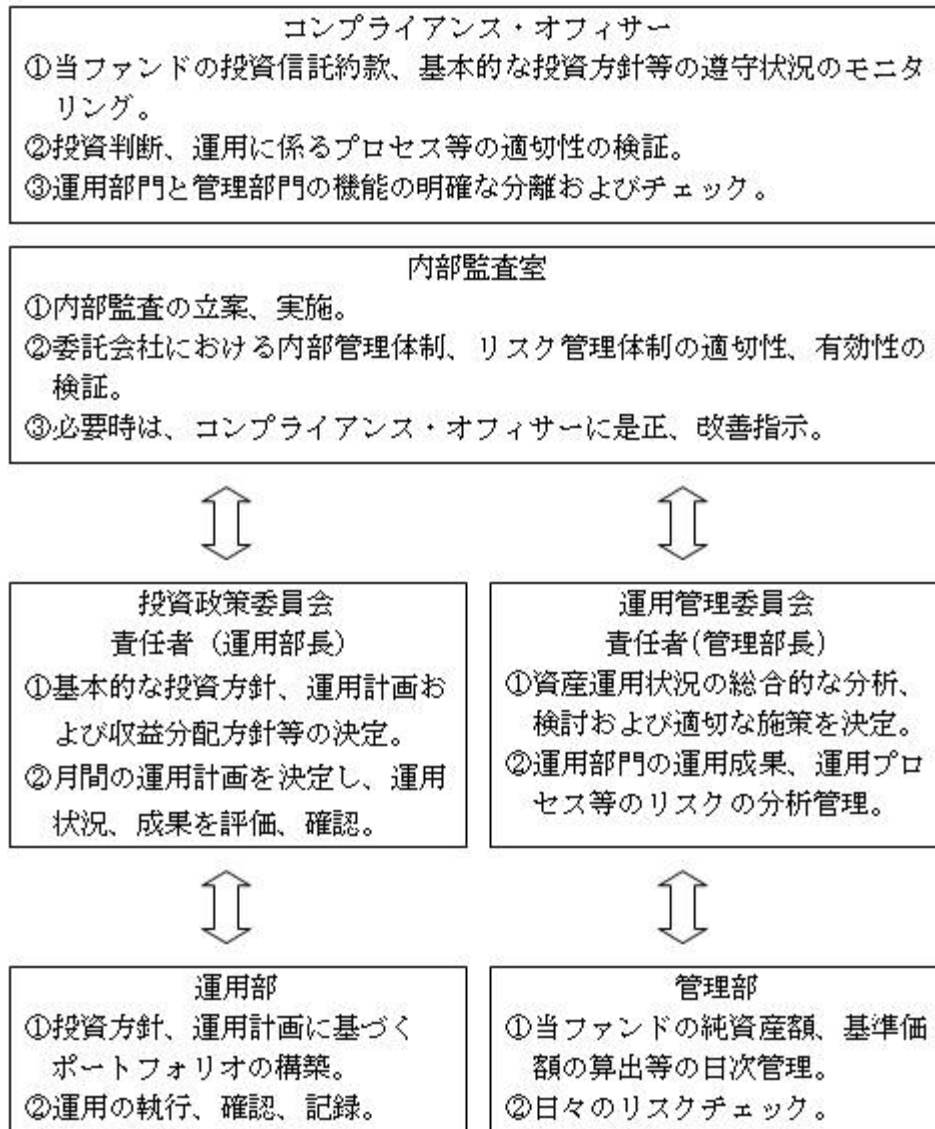 コンプライアンス・オフィサー
①当ファンドの投資信託約款、基本的な投資方針等の遵守状況のモニタ
リング。
②投資判断、運用に係るプロセス等の適切性の検証。
③運用部門と管理部門の機能の明確な分離およびチェック。
内部監査室
①内部監査の立案、実施。
②委託会社における内部管理体制、リスク管理体制の適切性、有効性の
検証。
③必要時は、コンプライアンス・オフィサーに是正、改善指示。
投資政策委員会
責任者（運用部長）
①基本的な投資方針、運用計画お
よび収益分配方針等の決定。
②月間の運用計画を決定し、運用
状況、成果を評価、確認。
運用管理委員会
責任者(管理部長)
①資産運用状況の総合的な分析、
検討および適切な施策を決定。
②運用部門の運用成果、運用プロ
セス等のリスクの分析管理。
運用部
①投資方針、運用計画に基づく
ポートフォリオの構築。
②運用の執行、確認、記録。
管理部
①当ファンドの純資産額、基準価
額の算出等の日次管理。
②日々のリスクチェック。